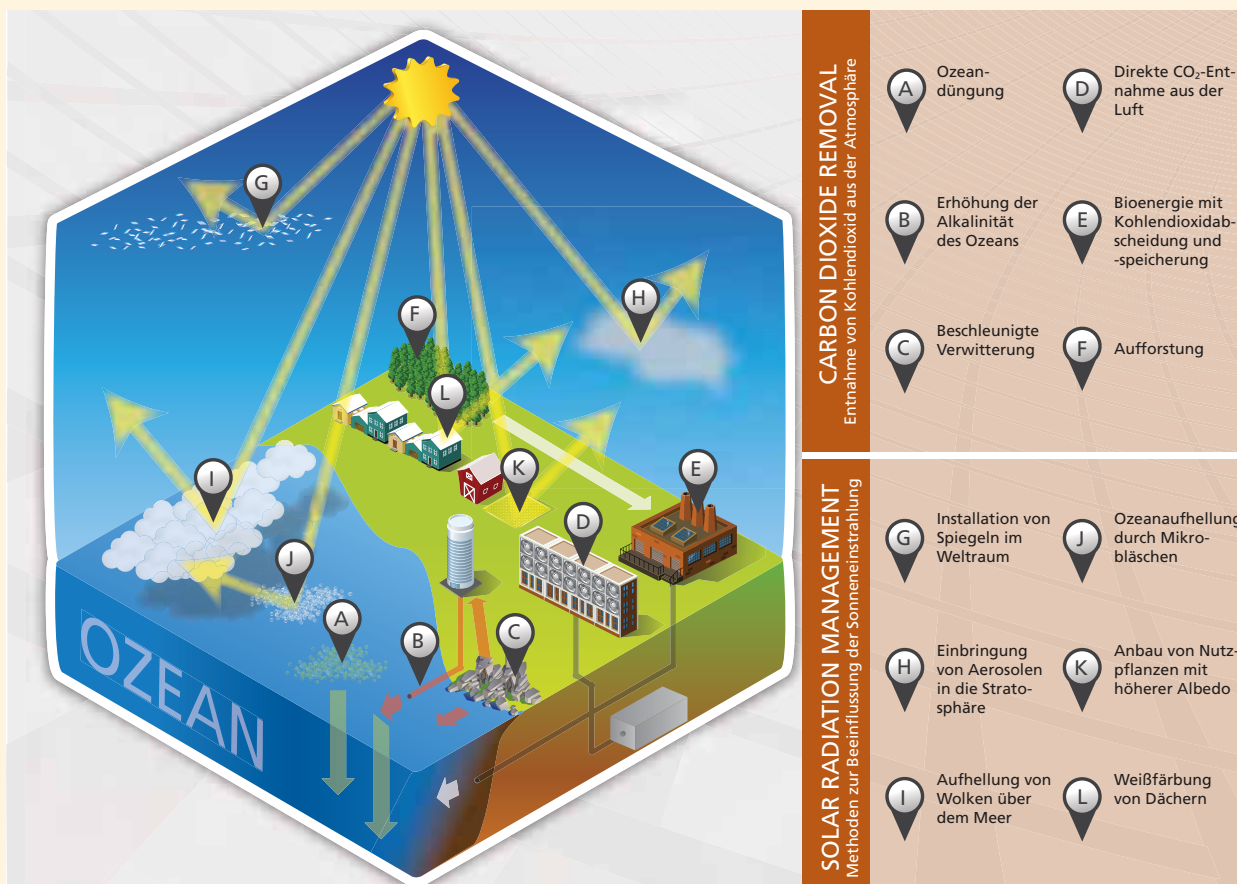 G
H
F
L
I
K
E
D
J
A
B
C
OZEAN
CARBON DIOXIDE REMOVAL
Entnahme von Kohlendioxid aus der Atmosphäre
A
Ozean-
düngung
D
Direkte CO₂-Ent-
nahme aus der
Luft
B
Erhöhung der
Alkalinität
des Ozeans
E
Bioenergie mit
Kohlendioxidab-
scheidung und
-speicherung
C
Beschleunigte
Verwitterung
F
Aufforstung
SOLAR RADIATION MANAGEMENT
Methoden zur Beeinflussung der Sonneneinstrahlung
G
Installation von
Spiegeln im
Weltraum
J
Ozeanaufhellung
durch Mikro-
bläschen
H
Einbringung
von Aerosolen
in die Strato-
sphäre
K
Anbau von Nutz-
pflanzen mit
höherer Albedo
I
Aufhellung von
Wolken über
dem Meer
L
Weißfärbung
von Dächern